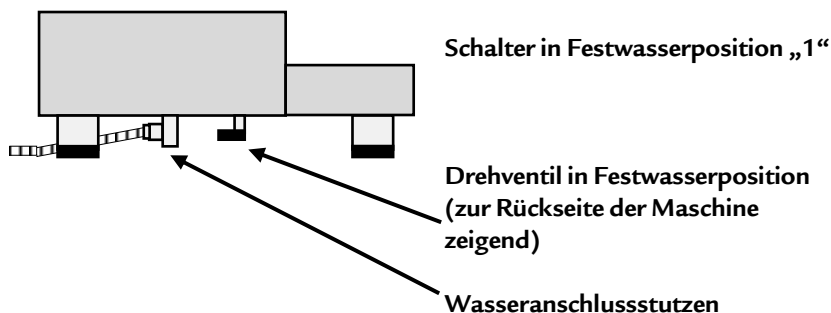 Schalter in Festwasserposition „1“
Drehventil in Festwasserposition
(zur Rückseite der Maschine
zeigend)
Wasseranschlussstutzen